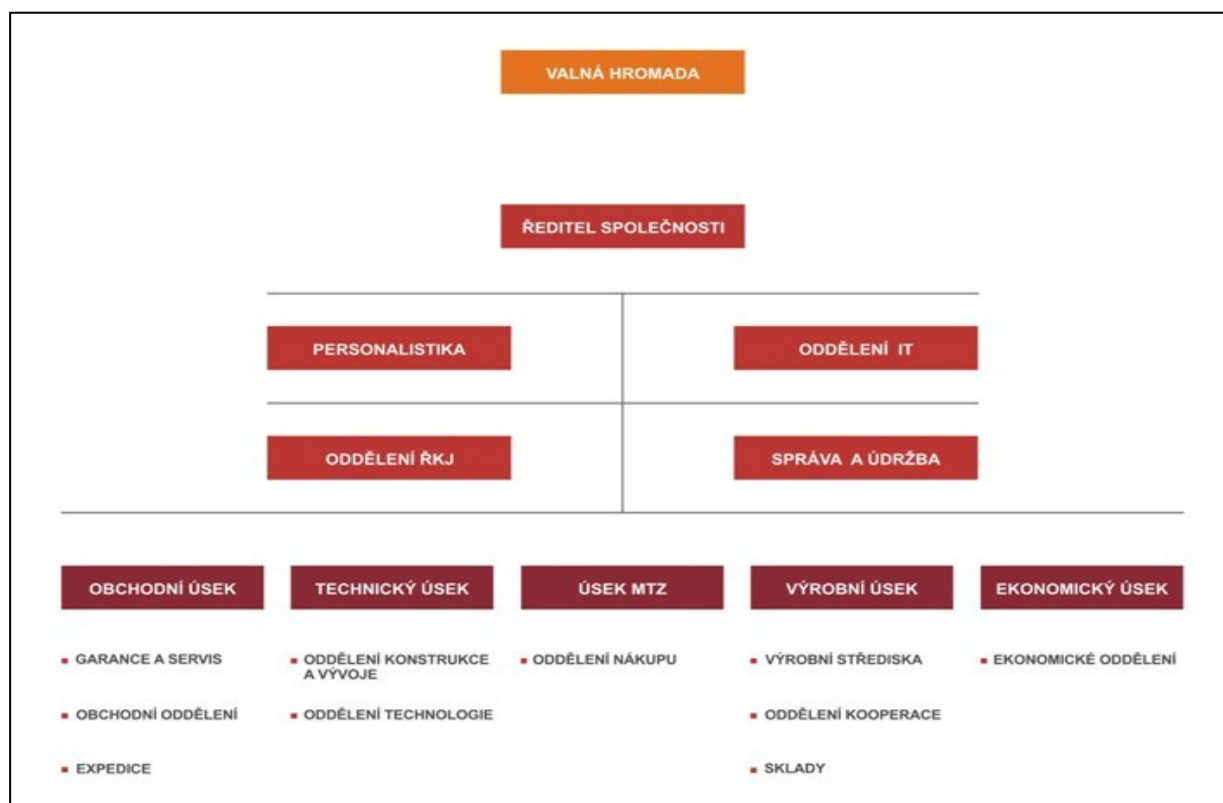 VALNÁ HROMADA
ŘEDITEL SPOLEČNOSTI
PERSONALISTIKA
ODDĚLENÍ IT
ODDĚLENÍ ŘKJ
SPRÁVA A ÚDRŽBA
OBCHODNÍ ÚSEK
GARANCE A SERVIS
OBCHODNÍ ODDĚLENÍ
EXPEDICE
TECHNICKÝ ÚSEK
ODDĚLENÍ KONSTRUKCE
A VÝVOJE
ODDĚLENÍ TECHNOLOGIE
ÚSEK MTZ
ODDĚLENÍ NÁKUPU
VÝROBNÍ ÚSEK
VÝROBNÍ STŘEDISKA
ODDĚLENÍ KOOPERACE
SKLADY
EKONOMICKÝ ÚSEK
EKONOMICKÉ ODDĚLENÍ